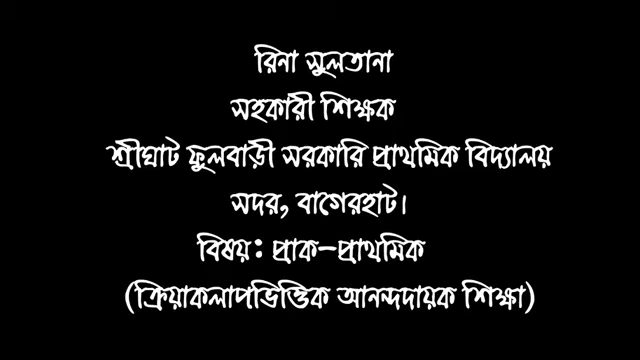 রিনা সুলতানা
সহকারী শিক্ষক
শ্রীঘাট ফুলবাড়ী সরকারি প্রাথমিক বিদ্যালয়
সদর, বাগেরহাট।
বিষয়: প্রাক-প্রাথমিক
(ক্রিয়াকলাপভিত্তিক আনন্দদায়ক শিক্ষা)